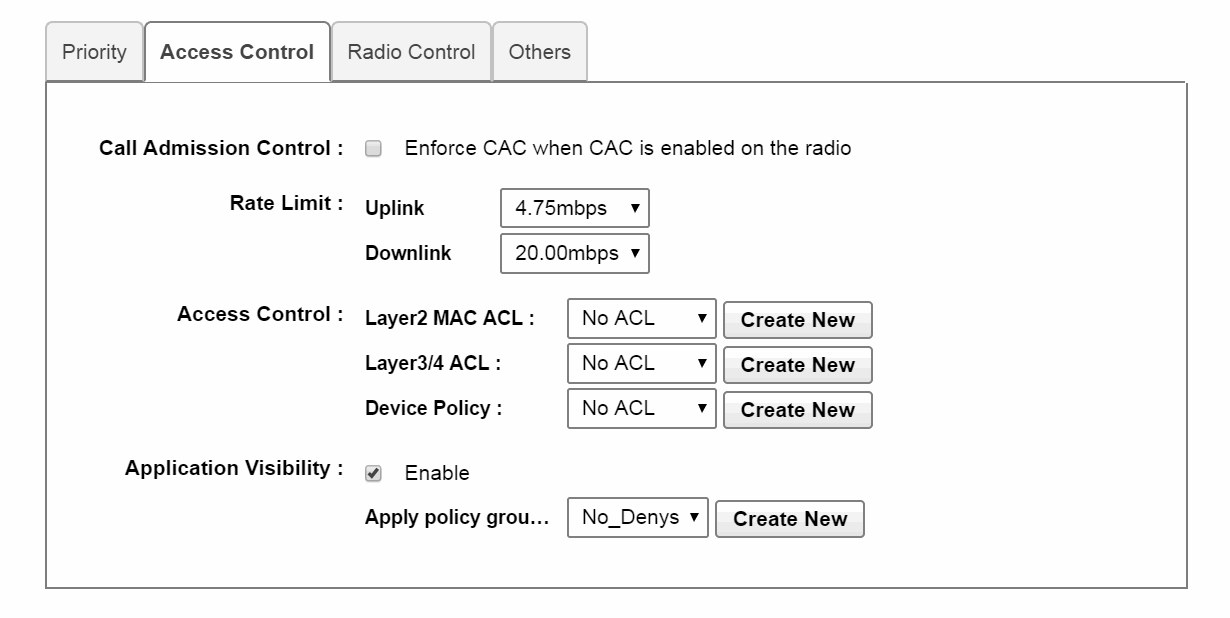 Priority Access Control Radio Control Others
Call Admission Control : Enforce CAC when CAC is enabled on the radio
Rate Limit : Uplink 4.75mbps
Downlink 20.00mbps
Access Control : Layer2 MAC ACL : No ACL Create New
Layer3/4 ACL : No ACL Create New
Device Policy : No ACL Create New
Application Visibility : Enable
Apply policy grou... No_Denys Create New